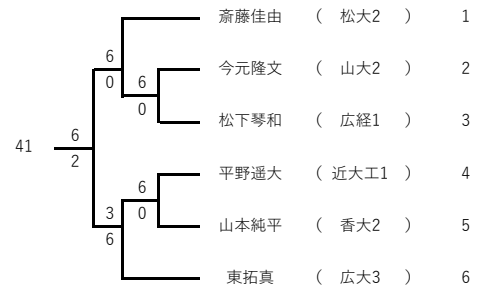 斎藤佳由 ( 松大2 ) 1
6
0
今元隆文 ( 山大2 ) 2
6
0
松下琴和 ( 広経1 ) 3
41
6
2
平野遥大 ( 近大工1 ) 4
6
0
山本純平 ( 香大2 ) 5
3
6
東拓真 ( 広大3 ) 6